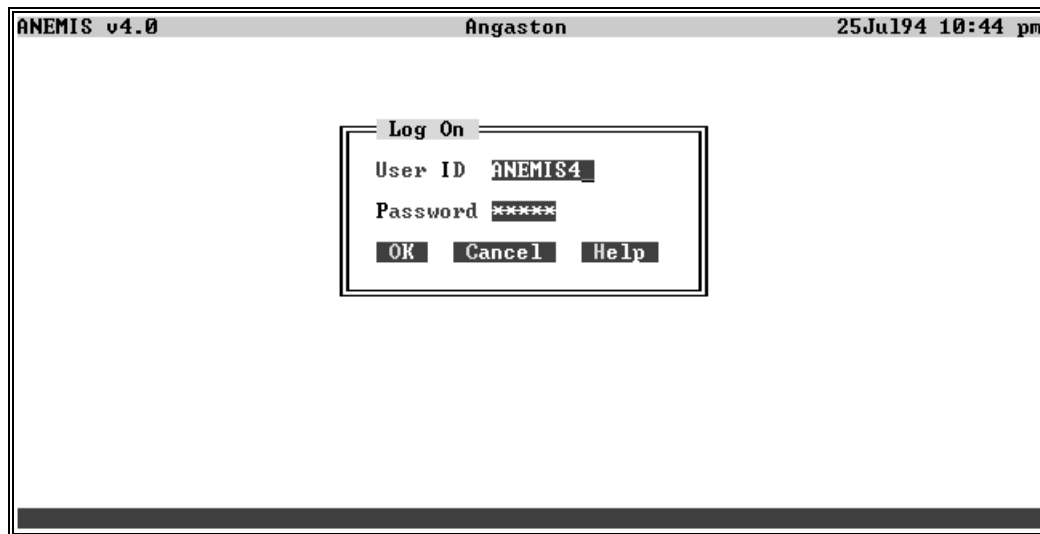 ANEMIS v4.0 Angaston 25Jul94 10:44 pm
Log On
User ID ANEMIS4_
Password *****
OK Cancel Help